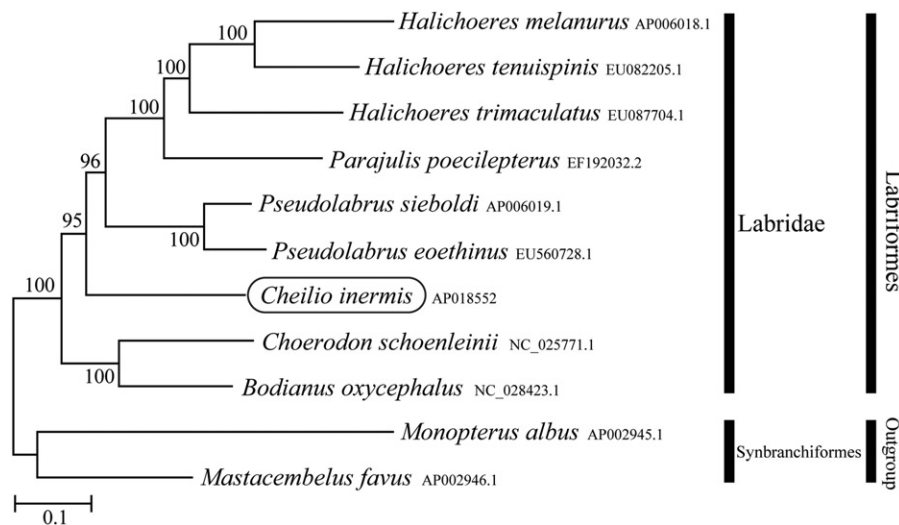 Halichoeres melanurus AP006018.1
100
Halichoeres tenuispinis EU082205.1
100
Halichoeres trimaculatus EU087704.1
100
Parajulis poecilepterus EF192032.2
96
Pseudolabrus sieboldi AP006019.1
95
Labridae
Labriformes
100
Pseudolabrus eoethinus EU560728.1
100
Cheilio inermis AP018552
Choerodon schoenleinii NC_025771.1
100
Bodianus oxycephalus NC_028423.1
Monopterus albus AP002945.1
Synbranchiformes
Outgroup
Mastacembelus favus AP002946.1
0.1